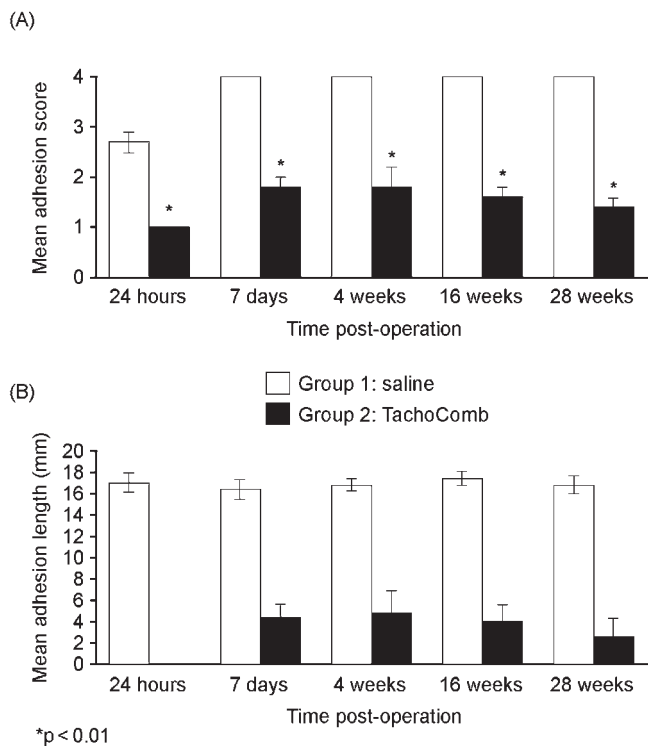 (A)
Mean adhesion score
4
3
2
1
0
* * * * *
24 hours 7 days 4 weeks 16 weeks 28 weeks
Time post-operation
Group 1: saline
Group 2: TachoComb
(B)
Mean adhesion length (mm)
20
18
16
14
12
10
8
6
4
2
0
24 hours 7 days 4 weeks 16 weeks 28 weeks
Time post-operation
*p < 0.01